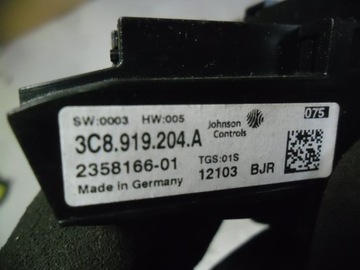 SW:0003 HW:005
Johnson Controls
075
3C8.919.204.A
2358166-01
TGS:01S
Made in Germany
12103 BJR